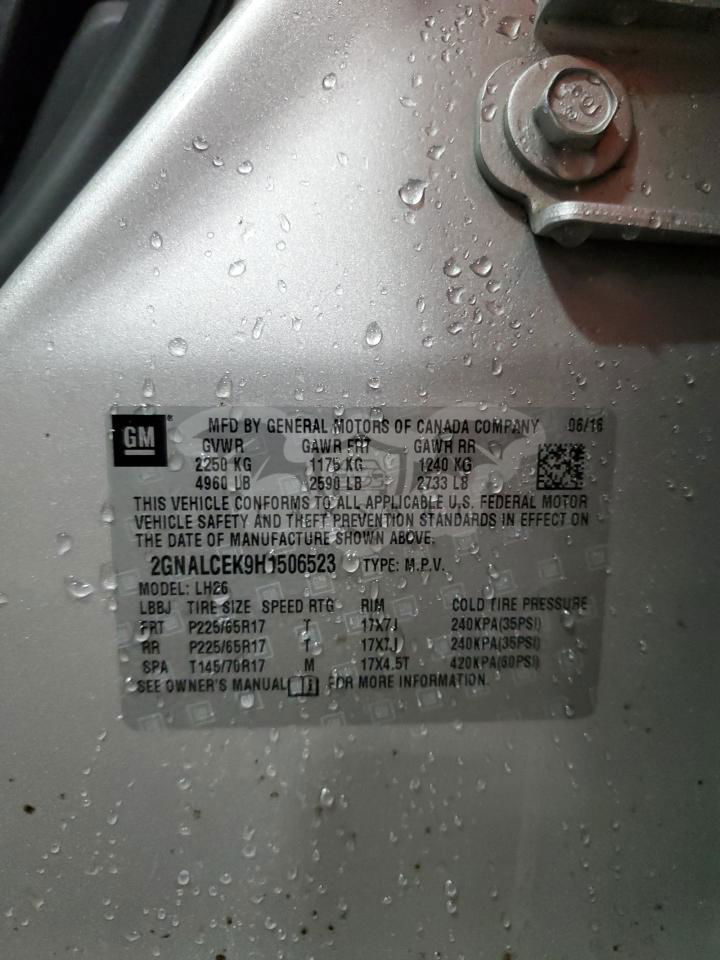 GM ® MFD BY GENERAL MOTORS OF CANADA COMPANY 06/16
GVWR GAWR FRT GAWR RR
2250 KG 1175 KG 1240 KG
4960 LB 2590 LB 2733 LB
THIS VEHICLE CONFORMS TO ALL APPLICABLE U.S. FEDERAL MOTOR
VEHICLE SAFETY AND THEFT PREVENTION STANDARDS IN EFFECT ON
THE DATE OF MANUFACTURE SHOWN ABOVE.
2GNALCEK9H1506523 TYPE: M.P.V.
MODEL: LH26
LBBJ TIRE SIZE SPEED RTG RIM COLD TIRE PRESSURE
FRT P225/65R17 T 17X7J 240KPA(35PSI)
RR P225/65R17 T 17X7J 240KPA(35PSI)
SPA T145/70R17 M 17X4.5T 420KPA(60PSI)
SEE OWNER'S MANUAL FOR MORE INFORMATION.